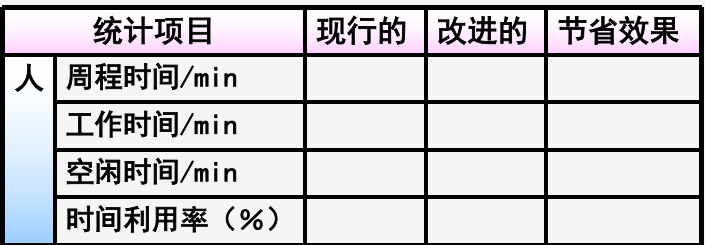 统计项目 现行的 改进的 节省效果
人 周程时间/min
工作时间/min
空闲时间/min
时间利用率（%）